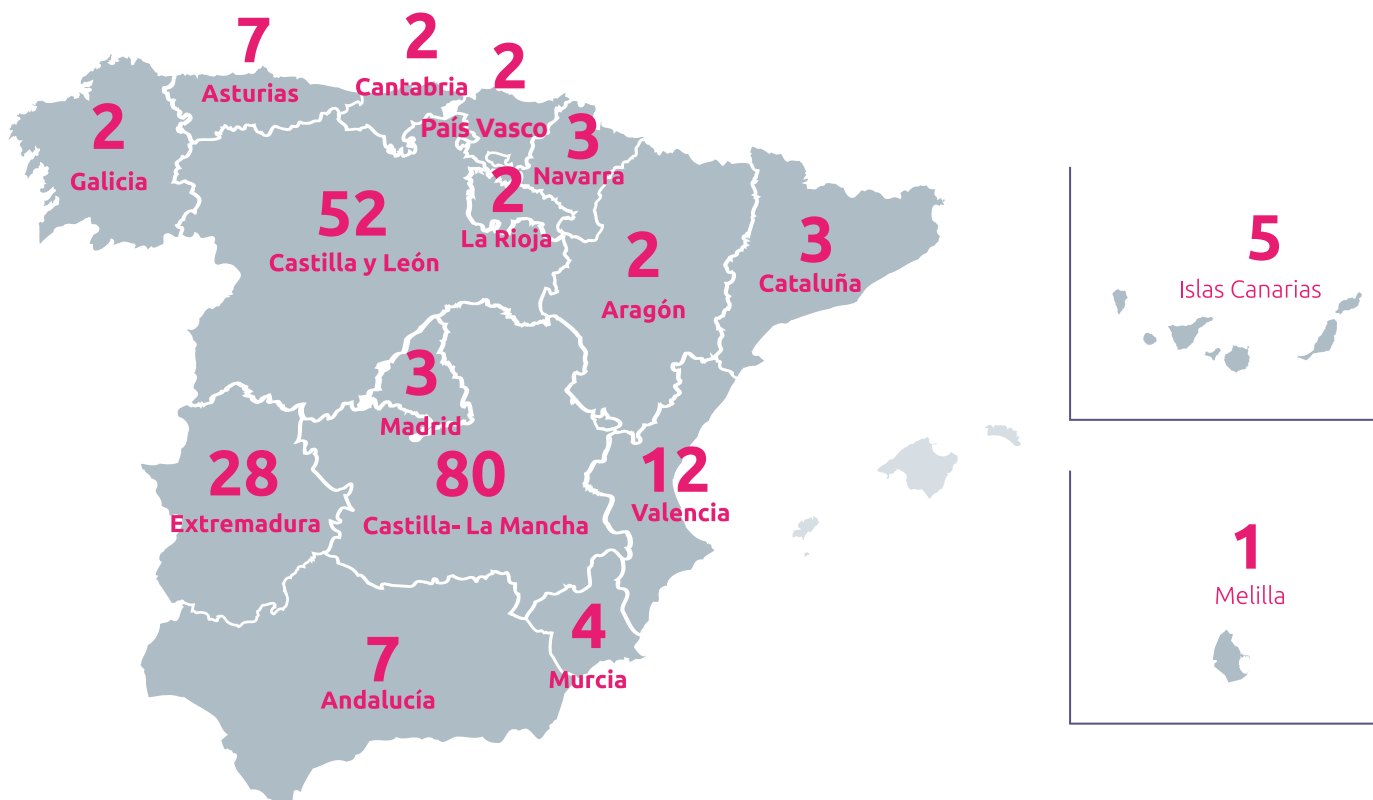 7
Asturias
2
Cantabria
2
País Vasco
2
Galicia
3
Navarra
52
Castilla y León
2
La Rioja
2
Aragón
3
Cataluña
3
Madrid
28
Extremadura
80
Castilla- La Mancha
12
Valencia
7
Andalucía
4
Murcia
5
Islas Canarias
1
Melilla